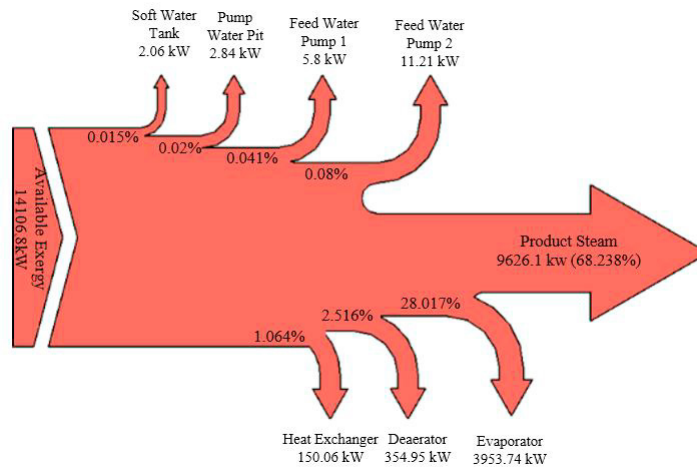 Soft Water
Tank
2.06 kW
Pump
Water Pit
2.84 kW
Feed Water
Pump 1
5.8 kW
Feed Water
Pump 2
11.21 kW
0.015%
0.02%
0.041%
0.08%
Available Exergy
14106.8kW
Product Steam
9626.1 kw (68.238%)
28.017%
2.516%
1.064%
Heat Exchanger
150.06 kW
Deaerator
354.95 kW
Evaporator
3953.74 kW